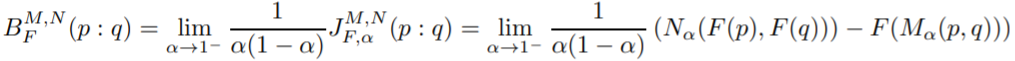 $B_F^{M,N}(p:q) = \lim_{\alpha \to 1^-} \frac{1}{\alpha(1-\alpha)} J_{F,\alpha}^{M,N}(p:q) = \lim_{\alpha \to 1^-} \frac{1}{\alpha(1-\alpha)} \left(N_\alpha(F(p),F(q))) - F(M_\alpha(p,q))\right)$